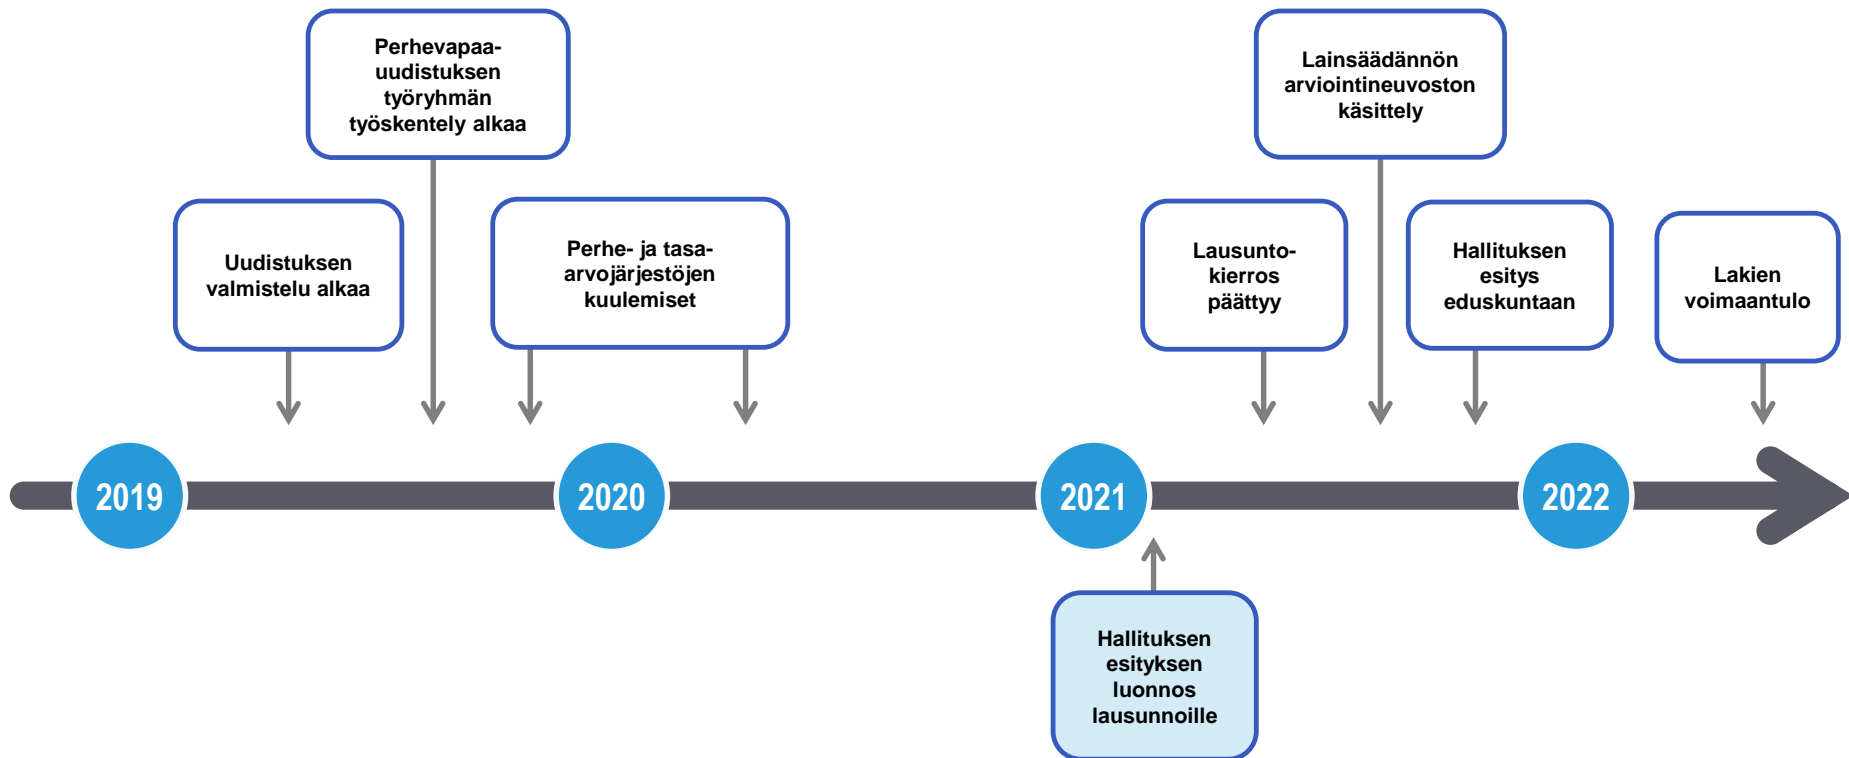 Perhevapaa-
uudistuksen
työryhmän
työskentely alkaa
Lainsäädännön
arviointineuvoston
käsittely
Uudistuksen
valmistelu alkaa
Perhe- ja tasa-
arvojärjestöjen
kuulemiset
Lausunto-
kierros
päättyy
Hallituksen
esitys
eduskuntaan
Lakien
voimaantulo
2019
2020
2021
2022
Hallituksen
esityksen
luonnos
lausunnoille